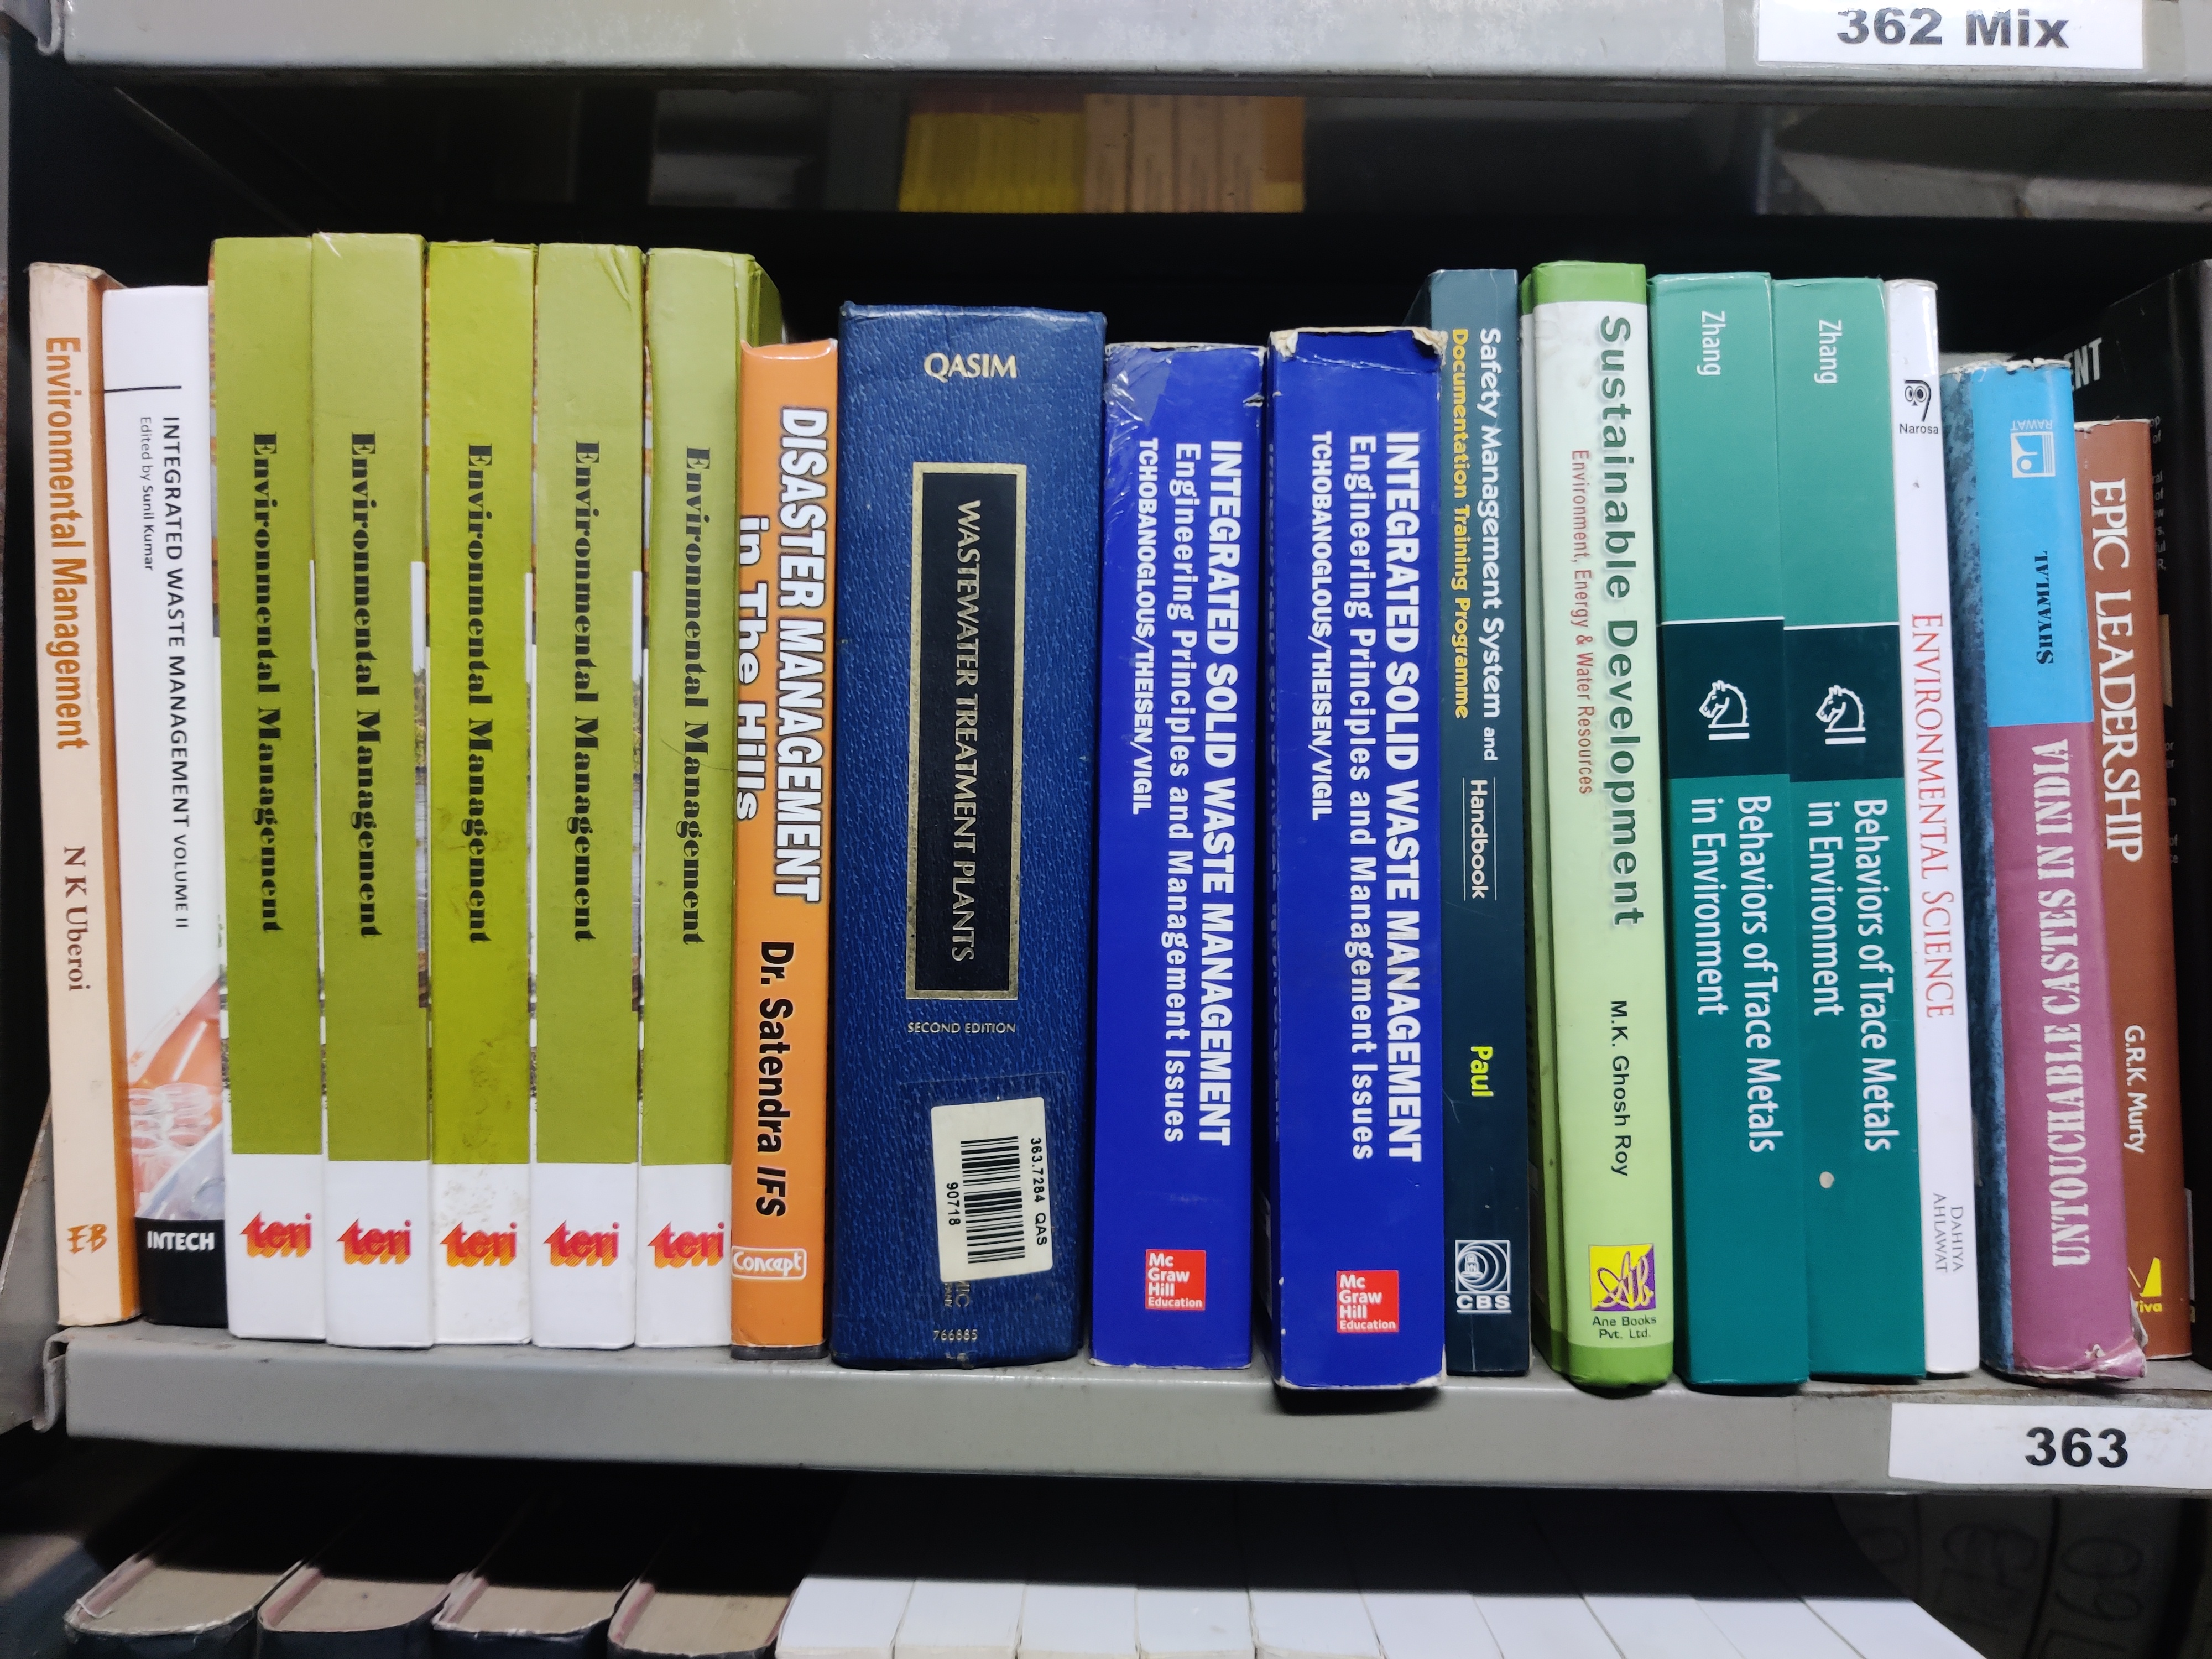 362 Mix
Environmental Management
N K Uberoi
EB
INTEGRATED WASTE MANAGEMENT VOLUME II
Edited by Sunil Kumar
INTECH
Environmental Management
teri
Environmental Management
teri
Environmental Management
teri
Environmental Management
teri
Environmental Management
teri
DISASTER MANAGEMENT
in The Hills
Dr. Satendra IFS
Concept
QASIM
WASTEWATER TREATMENT PLANTS
SECOND EDITION
363.7284 QAS
90718
766885
INTEGRATED SOLID WASTE MANAGEMENT
Engineering Principles and Management Issues
TCHOBANOGLOUS/THEISEN/VIGIL
Mc
Graw
Hill
Education
INTEGRATED SOLID WASTE MANAGEMENT
Engineering Principles and Management Issues
TCHOBANOGLOUS/THEISEN/VIGIL
Mc
Graw
Hill
Education
Safety Management System and
Documentation Training Programme
Handbook
Paul
CBS
Sustainable Development
Environment, Energy & Water Resources
M.K. Ghosh Roy
Ane Books
Pvt. Ltd.
Zhang
Behaviors of Trace Metals
in Environment
Zhang
Behaviors of Trace Metals
in Environment
Narosa
ENVIRONMENTAL SCIENCE
DAHIYA
AHLAWAT
RAWAT
SHYAMLAL
UNTOUCHABLE CASTES IN INDIA
EPIC LEADERSHIP
G.R.K. Murty
Viva
363